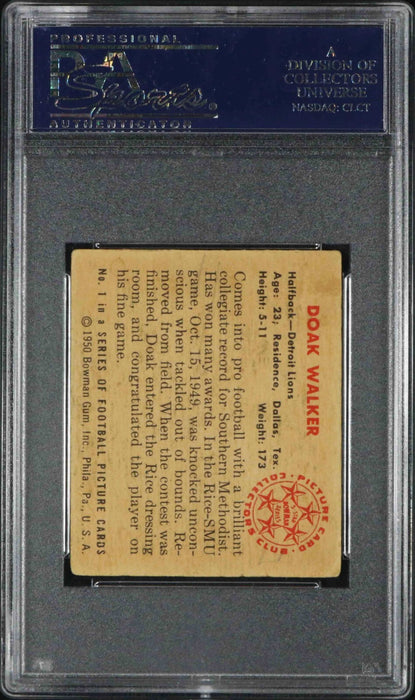 PROFESSIONAL
PSA
Sports
AUTHENTICATOR
A
DIVISION OF
COLLECTORS
UNIVERSE
NASDAQ: CLCT
DOAK WALKER
Halfback—Detroit Lions
Age: 23; Residence, Dallas, Tex.
Height: 5-11 Weight: 173
PICTURE CARD
COLLECTORS CLUB
BOWMAN
Comes into pro football with a brilliant
collegiate record for Southern Methodist.
Has won many awards. In the Rice-SMU
game, Oct. 15, 1949, was knocked uncon-
scious when tackled out of bounds. Re-
moved from field. When the contest was
finished, Doak entered the Rice dressing
room and congratulated the player on
his fine game.
No. 1 in a SERIES OF FOOTBALL PICTURE CARDS
©1950 Bowman Gum, Inc., Phila., Pa., U.S.A.